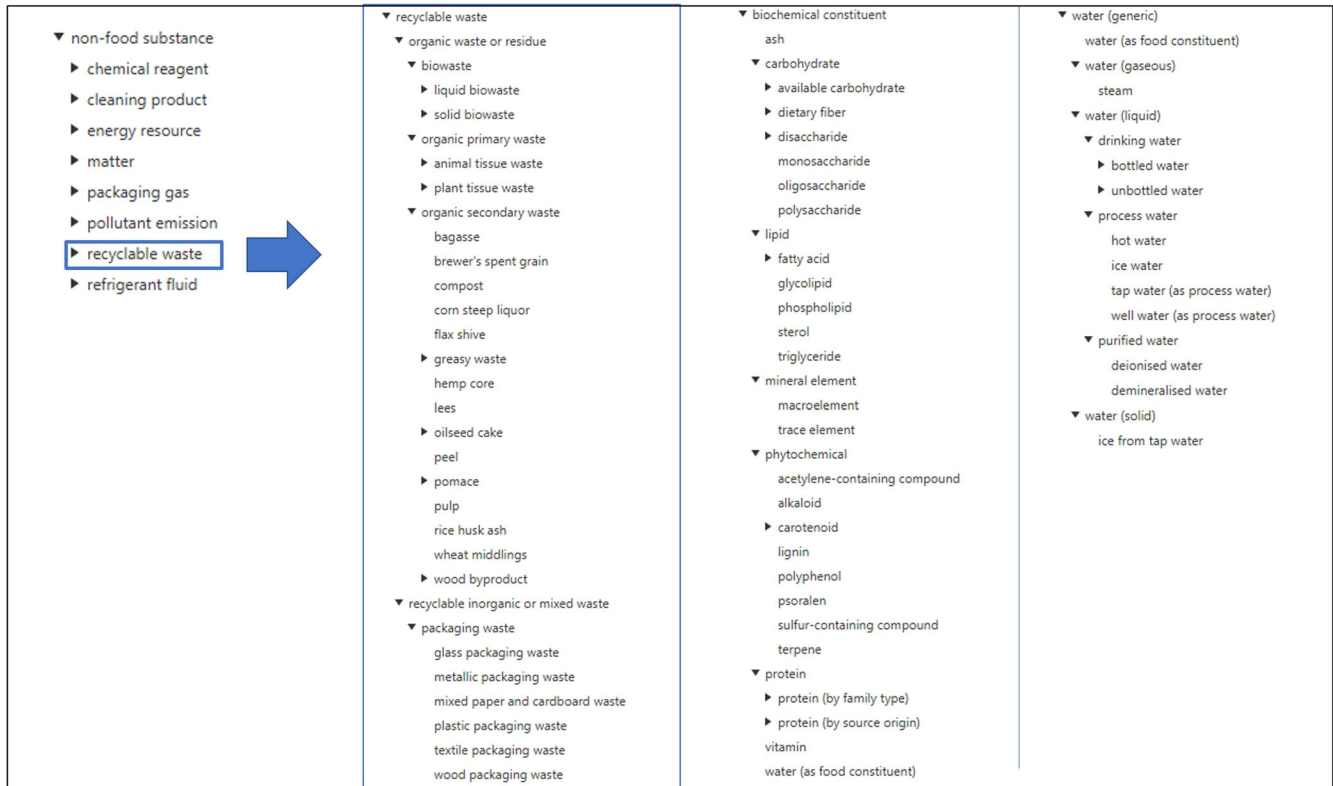 non-food substance
chemical reagent
cleaning product
energy resource
matter
packaging gas
pollutant emission
recyclable waste
refrigerant fluid
recyclable waste
organic waste or residue
biowaste
liquid biowaste
solid biowaste
organic primary waste
animal tissue waste
plant tissue waste
organic secondary waste
bagasse
brewer's spent grain
compost
corn steep liquor
flax shive
greasy waste
hemp core
lees
oilseed cake
peel
pomace
pulp
rice husk ash
wheat middlings
wood byproduct
recyclable inorganic or mixed waste
packaging waste
glass packaging waste
metallic packaging waste
mixed paper and cardboard waste
plastic packaging waste
textile packaging waste
wood packaging waste
biochemical constituent
ash
carbohydrate
available carbohydrate
dietary fiber
disaccharide
monosaccharide
oligosaccharide
polysaccharide
lipid
fatty acid
glycolipid
phospholipid
sterol
triglyceride
mineral element
macroelement
trace element
phytochemical
acetylene-containing compound
alkaloid
carotenoid
lignin
polyphenol
psoralen
sulfur-containing compound
terpene
protein
protein (by family type)
protein (by source origin)
vitamin
water (as food constituent)
water (generic)
water (as food constituent)
water (gaseous)
steam
water (liquid)
drinking water
bottled water
unbottled water
process water
hot water
ice water
tap water (as process water)
well water (as process water)
purified water
deionised water
demineralised water
water (solid)
ice from tap water